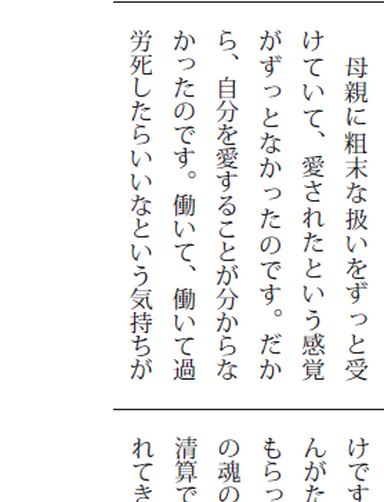 母親に粗末な扱いをずっと受
けていて、愛されたという感覚
がずっとなかったのです。だか
ら、自分を愛することが分からな
かったのです。働いて、働いて過
労死したらいいなという気持ちが
けです
んがた
もらっ
の魂の
清算で
れてき